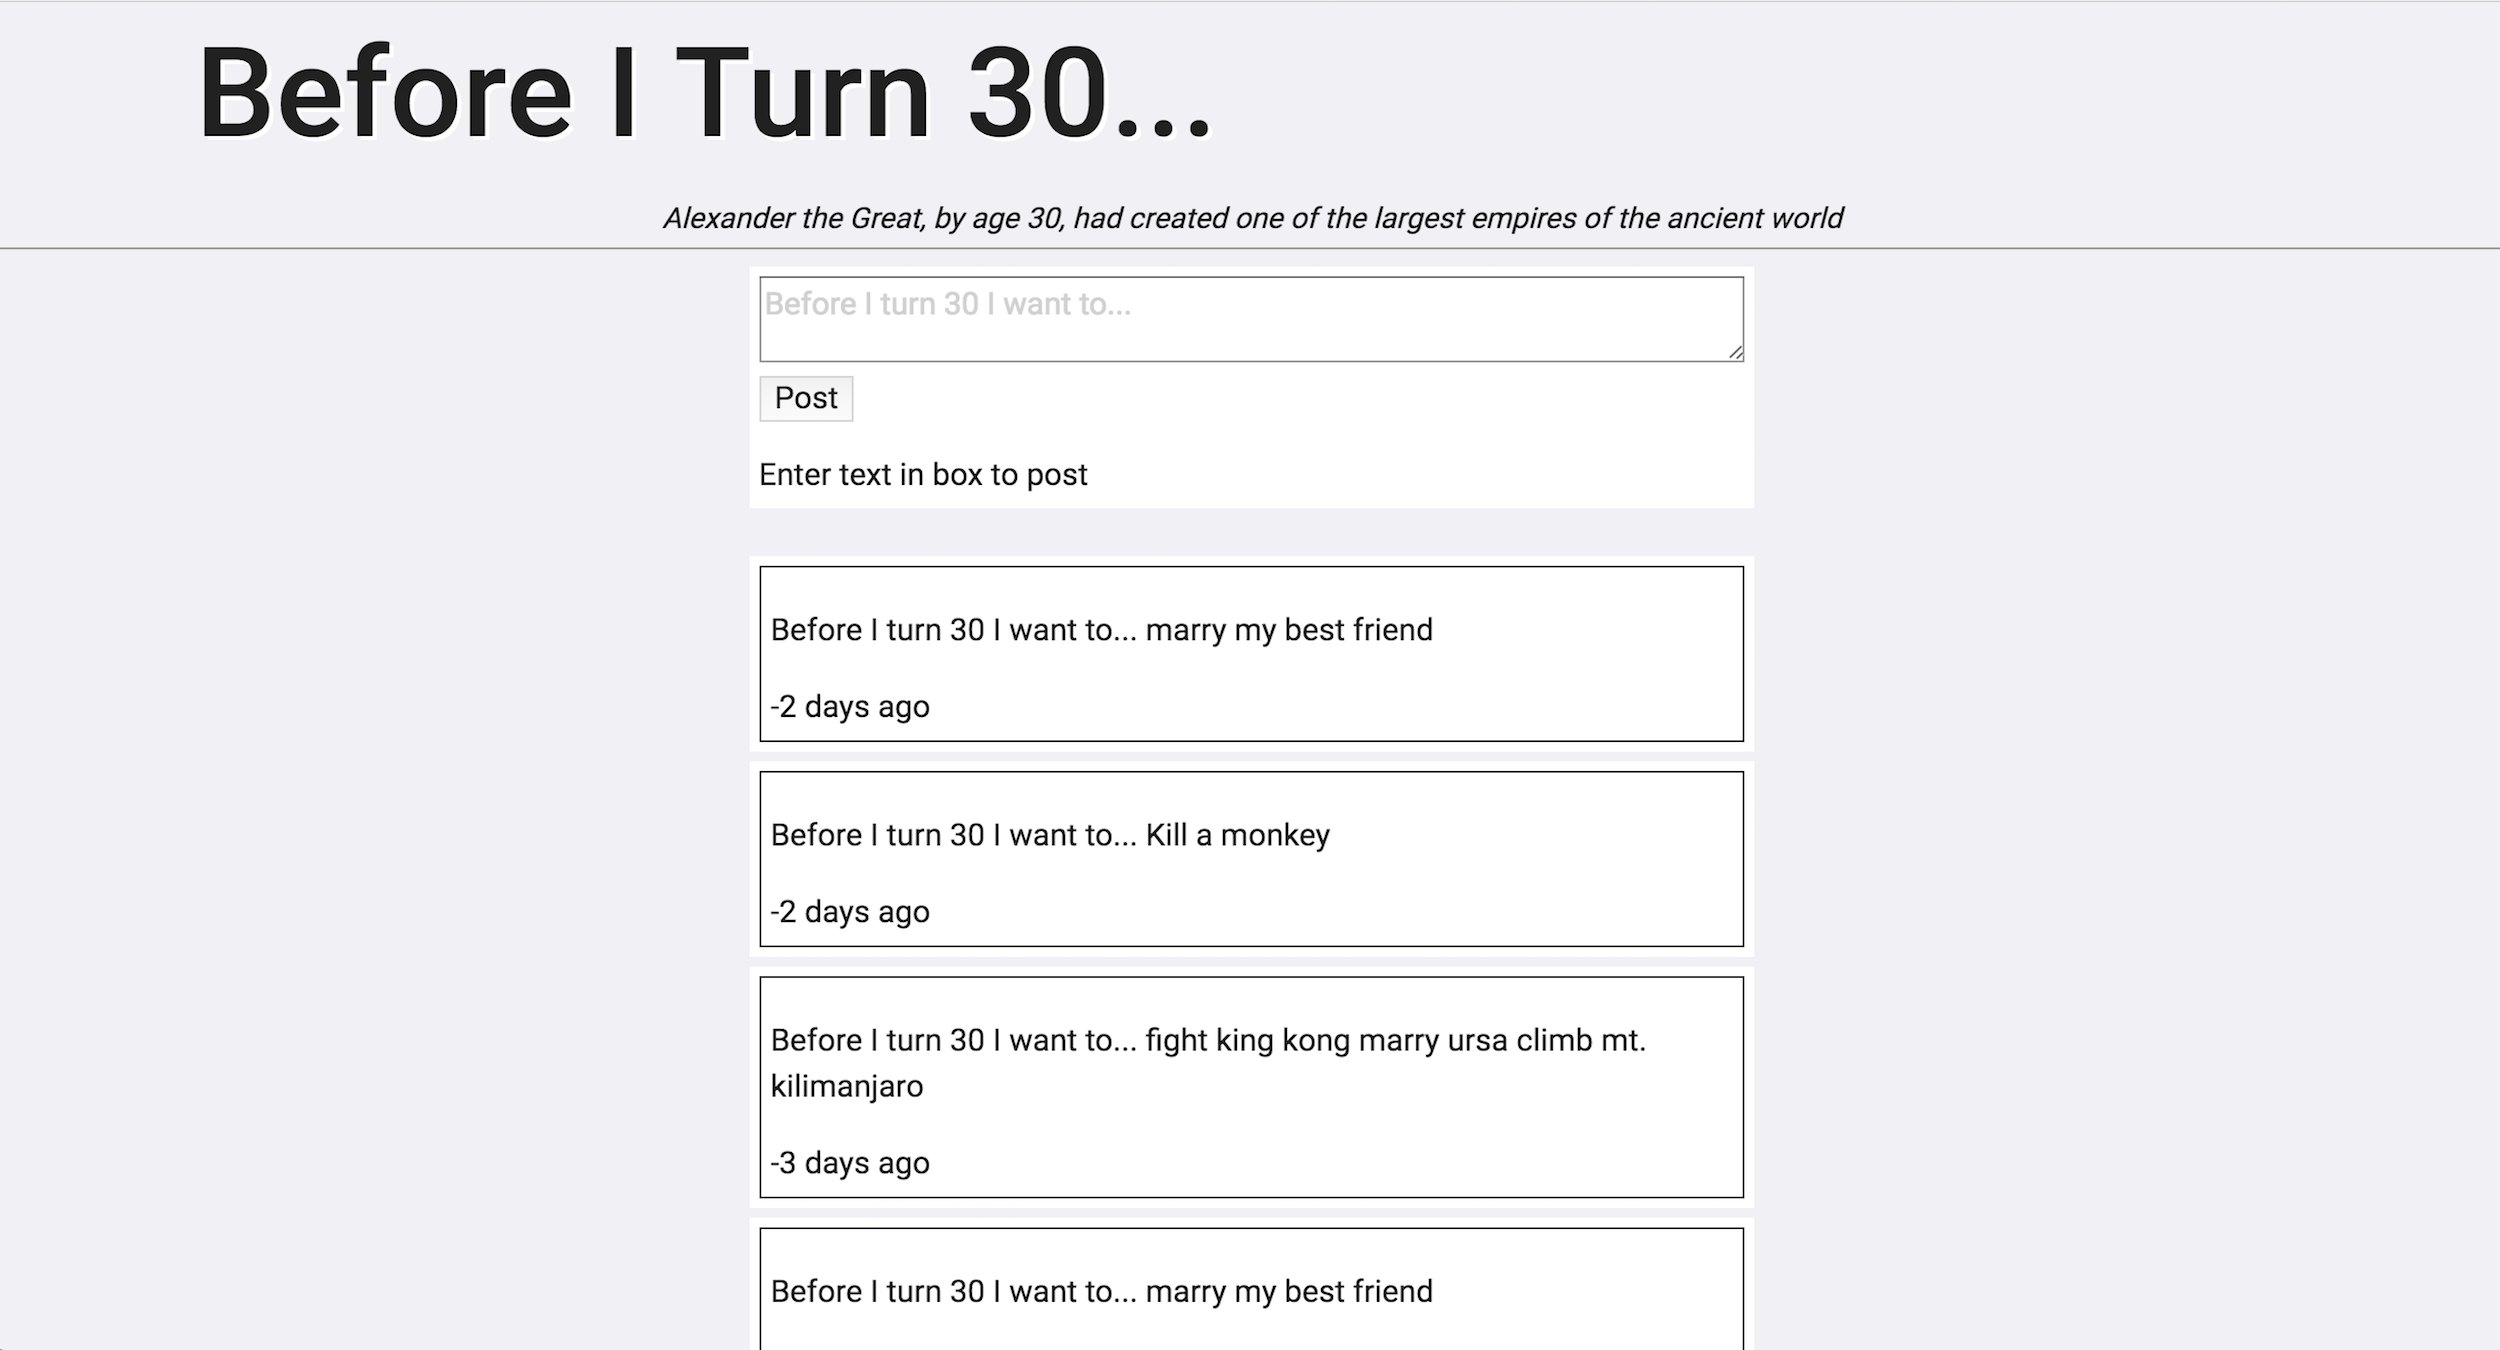 Before I Turn 30...
Alexander the Great, by age 30, had created one of the largest empires of the ancient world
Before I turn 30 I want to...
Post
Enter text in box to post
Before I turn 30 I want to... marry my best friend
-2 days ago
Before I turn 30 I want to... Kill a monkey
-2 days ago
Before I turn 30 I want to... fight king kong marry ursa climb mt.
kilimanjaro
-3 days ago
Before I turn 30 I want to... marry my best friend